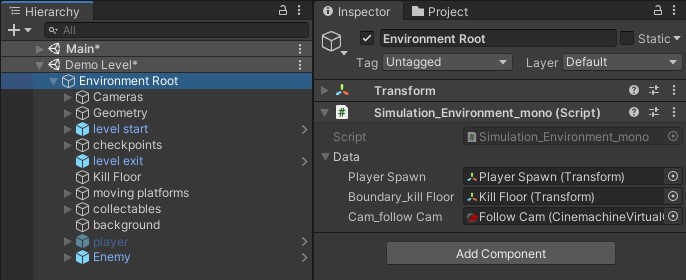 Hierarchy
All
Main*
Demo Level*
Environment Root
Cameras
Geometry
level start
checkpoints
level exit
Kill Floor
moving platforms
collectables
background
player
Enemy
Inspector
Project
Environment Root
Static
Tag Untagged Layer Default
Transform
Simulation_Environment_mono (Script)
Script Simulation_Environment_mono
Data
Player Spawn Player Spawn (Transform)
Boundary_kill Floor Kill Floor (Transform)
Cam_follow Cam Follow Cam (CinemachineVirtual
Add Component